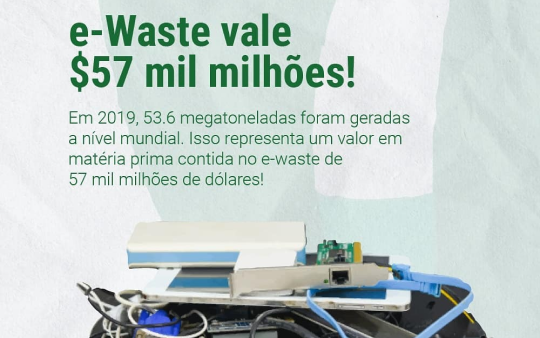 e-Waste vale
$57 mil milhões!
Em 2019, 53.6 megatoneladas foram geradas
a nível mundial. Isso representa um valor em
matéria prima contida no e-waste de
57 mil milhões de dólares!